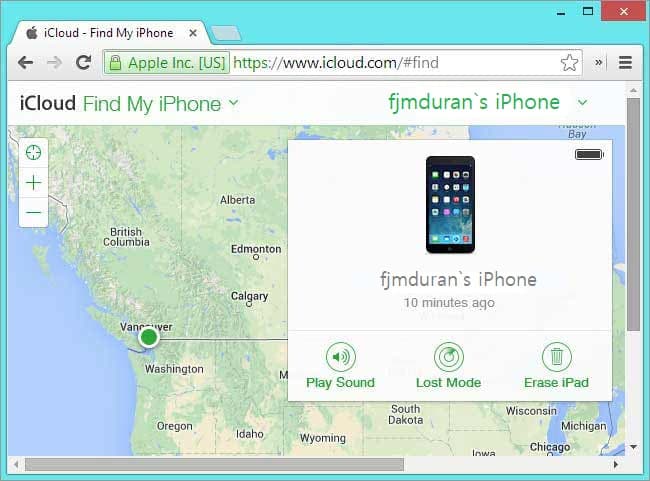 iCloud - Find My iPhone
Apple Inc. [US] https://www.icloud.com/#find
iCloud Find My iPhone
fjmduran`s iPhone
Bay
Alberta
British
Columbia
Edmonton
Calgary
Vancouver
Washington
Oregon
Idaho
Wyoming
South
Dakota
Wisconsin
Michigan
Chicago
fjmduran`s iPhone
10 minutes ago
Play Sound
Lost Mode
Erase iPad